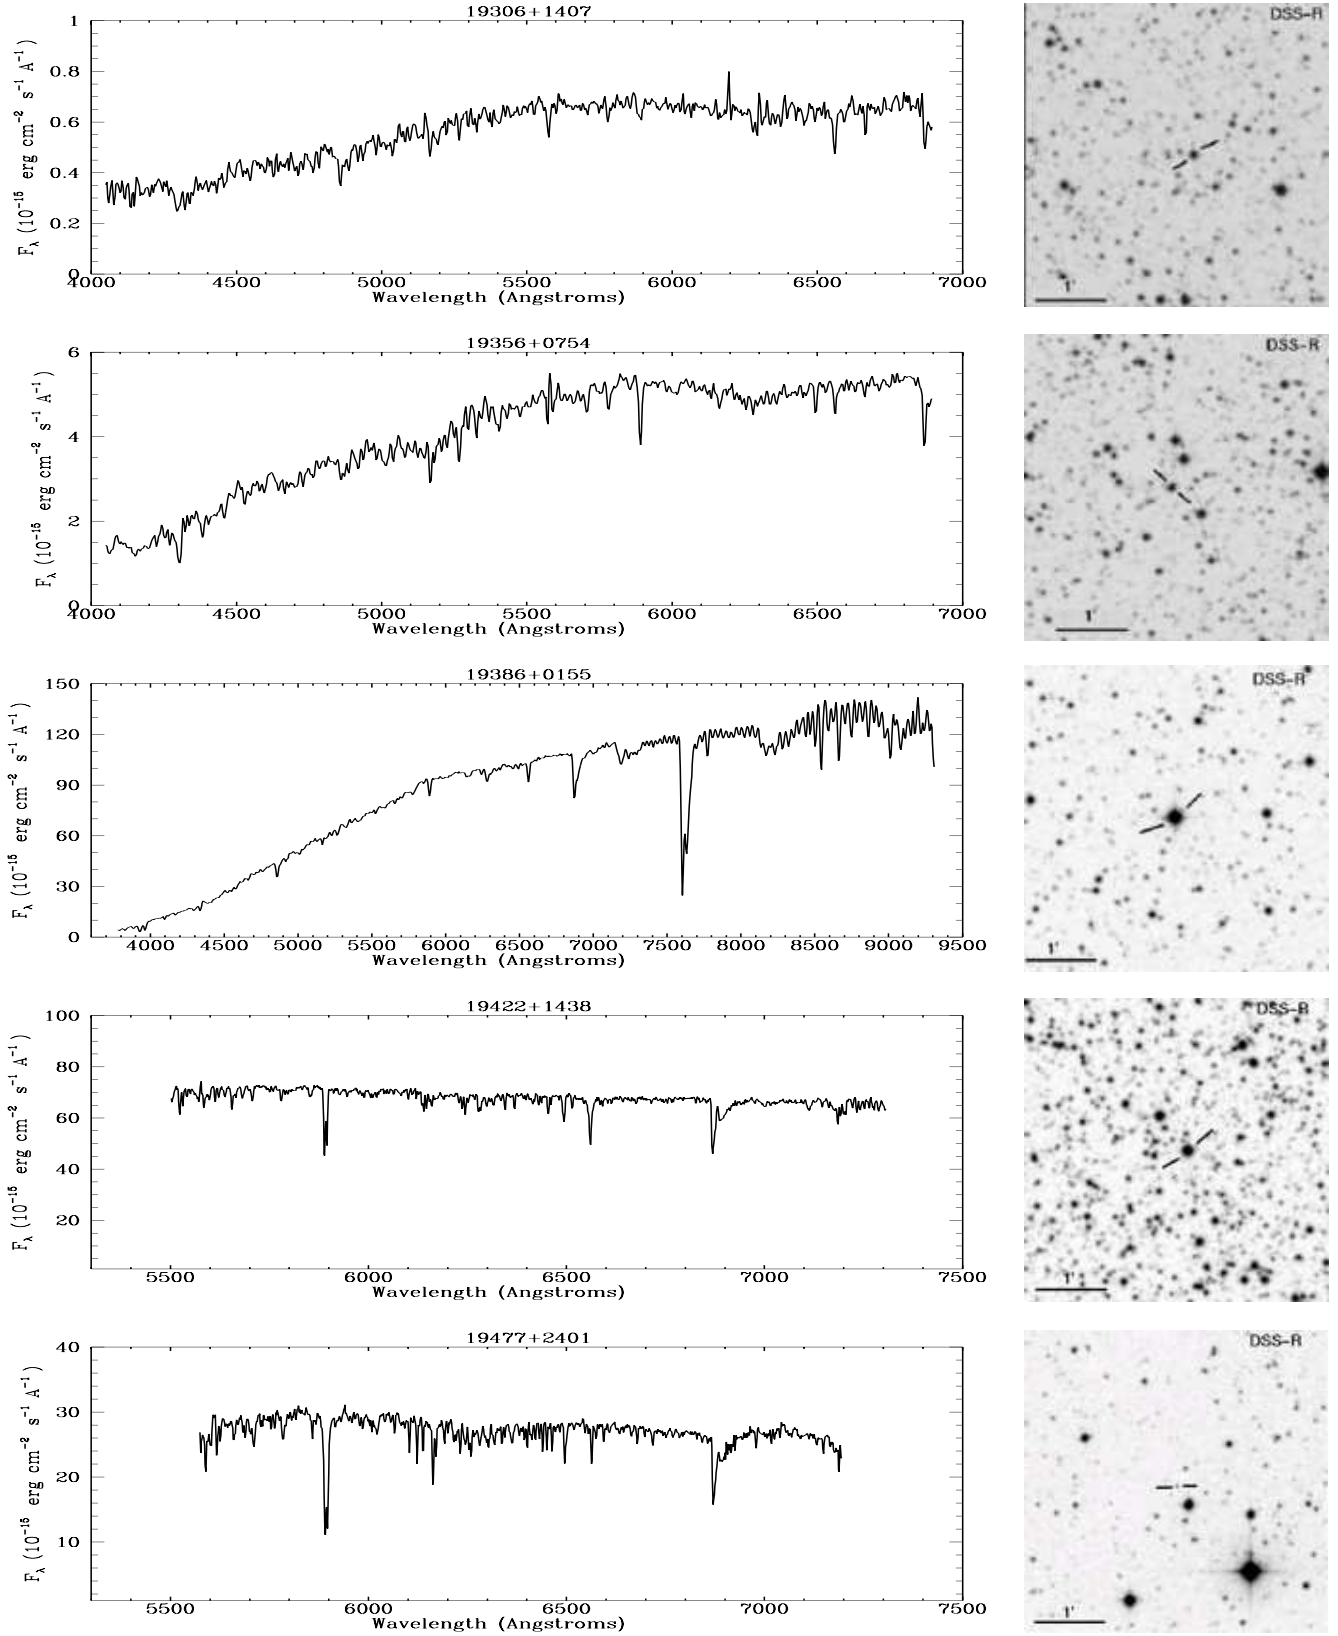 19306+1407
DSS-R
1
0.8
0.6
0.4
0.2
0
F λ (10⁻¹⁵ erg cm⁻² s⁻¹ A⁻¹)
4000 4500 5000 5500 6000 6500 7000
Wavelength (Angstroms)
1'
19356+0754
DSS-R
6
4
2
0
F λ (10⁻¹⁵ erg cm⁻² s⁻¹ A⁻¹)
4000 4500 5000 5500 6000 6500 7000
Wavelength (Angstroms)
1'
19386+0155
DSS-R
150
120
90
60
30
0
F λ (10⁻¹⁵ erg cm⁻² s⁻¹ A⁻¹)
4000 4500 5000 5500 6000 6500 7000 7500 8000 8500 9000 9500
Wavelength (Angstroms)
1'
19422+1438
DSS-R
100
80
60
40
20
F λ (10⁻¹⁵ erg cm⁻² s⁻¹ A⁻¹)
5500 6000 6500 7000 7500
Wavelength (Angstroms)
1'
19477+2401
DSS-R
40
30
20
10
F λ (10⁻¹⁵ erg cm⁻² s⁻¹ A⁻¹)
5500 6000 6500 7000 7500
Wavelength (Angstroms)
1'